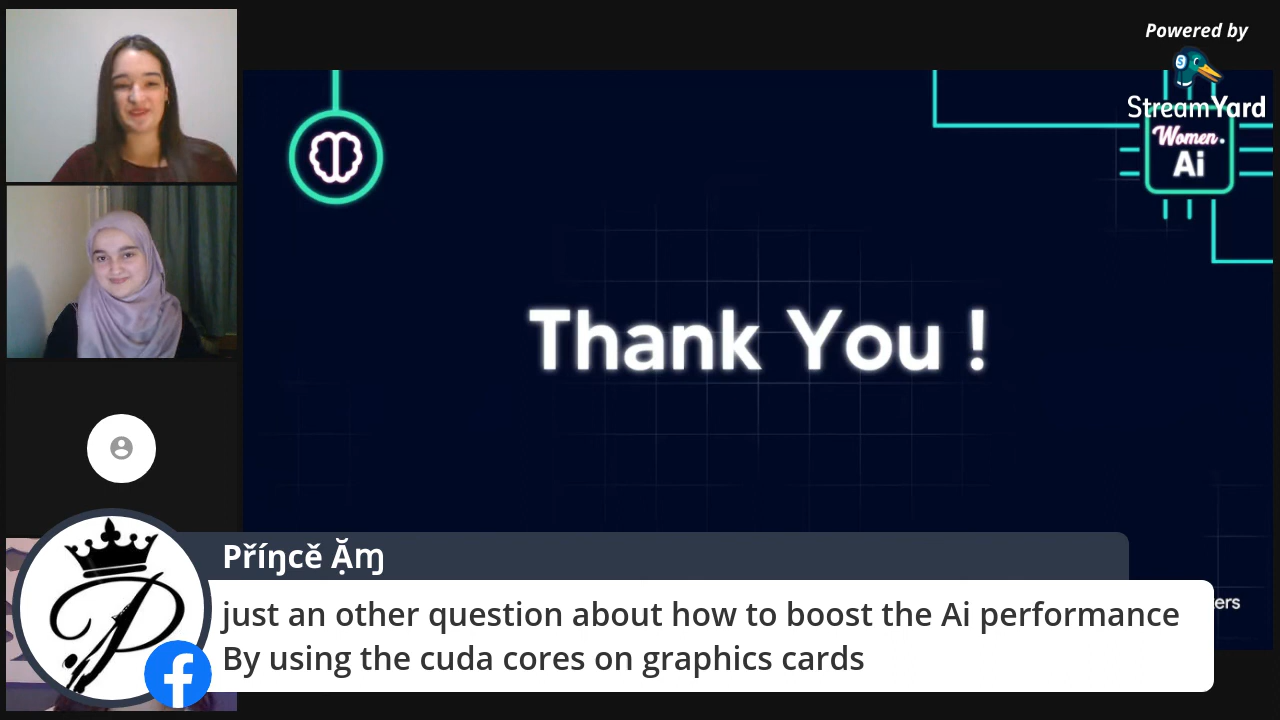 Powered by
StreamYard
Women.
Ai
Thank You !
ers
Příŋcě Ặɱ
just an other question about how to boost the Ai performance
By using the cuda cores on graphics cards